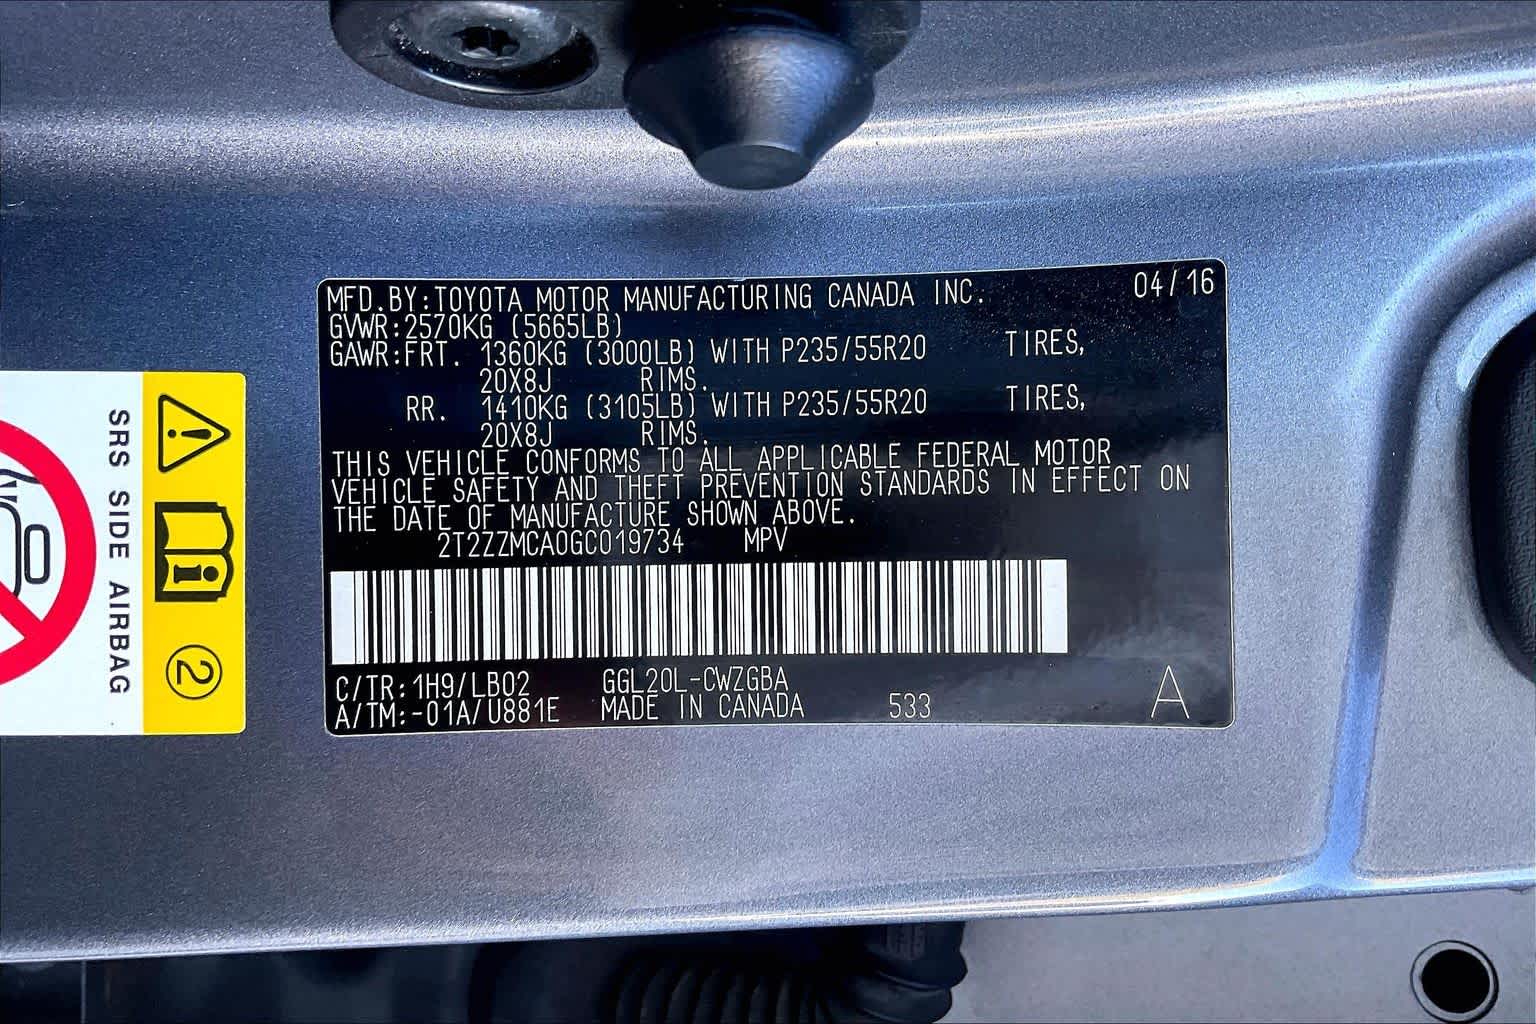 MFD.BY:TOYOTA MOTOR MANUFACTURING CANADA INC. 04/16
GVWR:2570KG (5665LB)
GAWR:FRT. 1360KG (3000LB) WITH P235/55R20 TIRES,
20X8J RIMS.
RR. 1410KG (3105LB) WITH P235/55R20 TIRES,
20X8J RIMS.
THIS VEHICLE CONFORMS TO ALL APPLICABLE FEDERAL MOTOR
VEHICLE SAFETY AND THEFT PREVENTION STANDARDS IN EFFECT ON
THE DATE OF MANUFACTURE SHOWN ABOVE.
2T2ZZMCA0GC019734 MPV
C/TR:1H9/LB02 GGL20L-CWZGBA
A/TM:-01A/U881E MADE IN CANADA 533 A
SRS SIDE AIRBAG
2